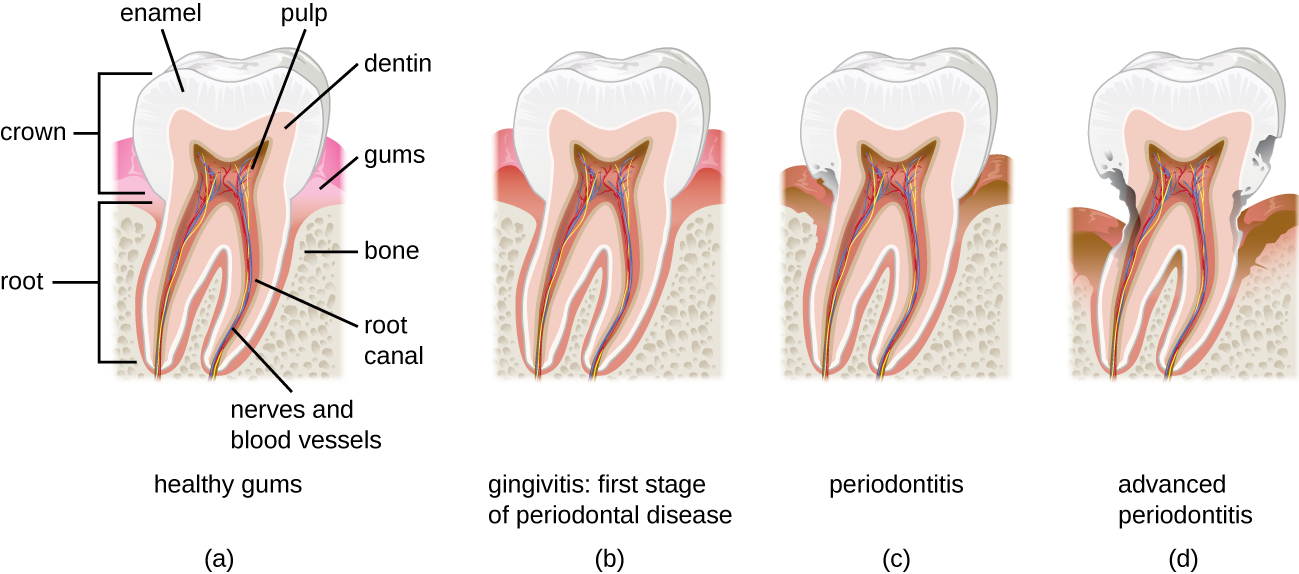 enamel
pulp
dentin
crown
gums
bone
root
root
canal
nerves and
blood vessels
healthy gums
(a)
gingivitis: first stage
of periodontal disease
(b)
periodontitis
(c)
advanced
periodontitis
(d)